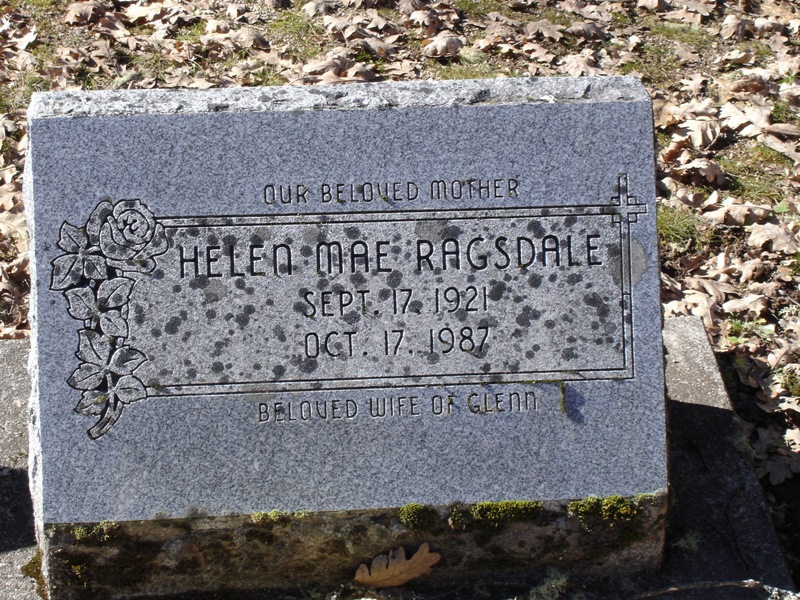 OUR BELOVED MOTHER
HELEN MAE RAGSDALE
SEPT. 17, 1921
OCT. 17, 1987
BELOVED WIFE OF GLENN